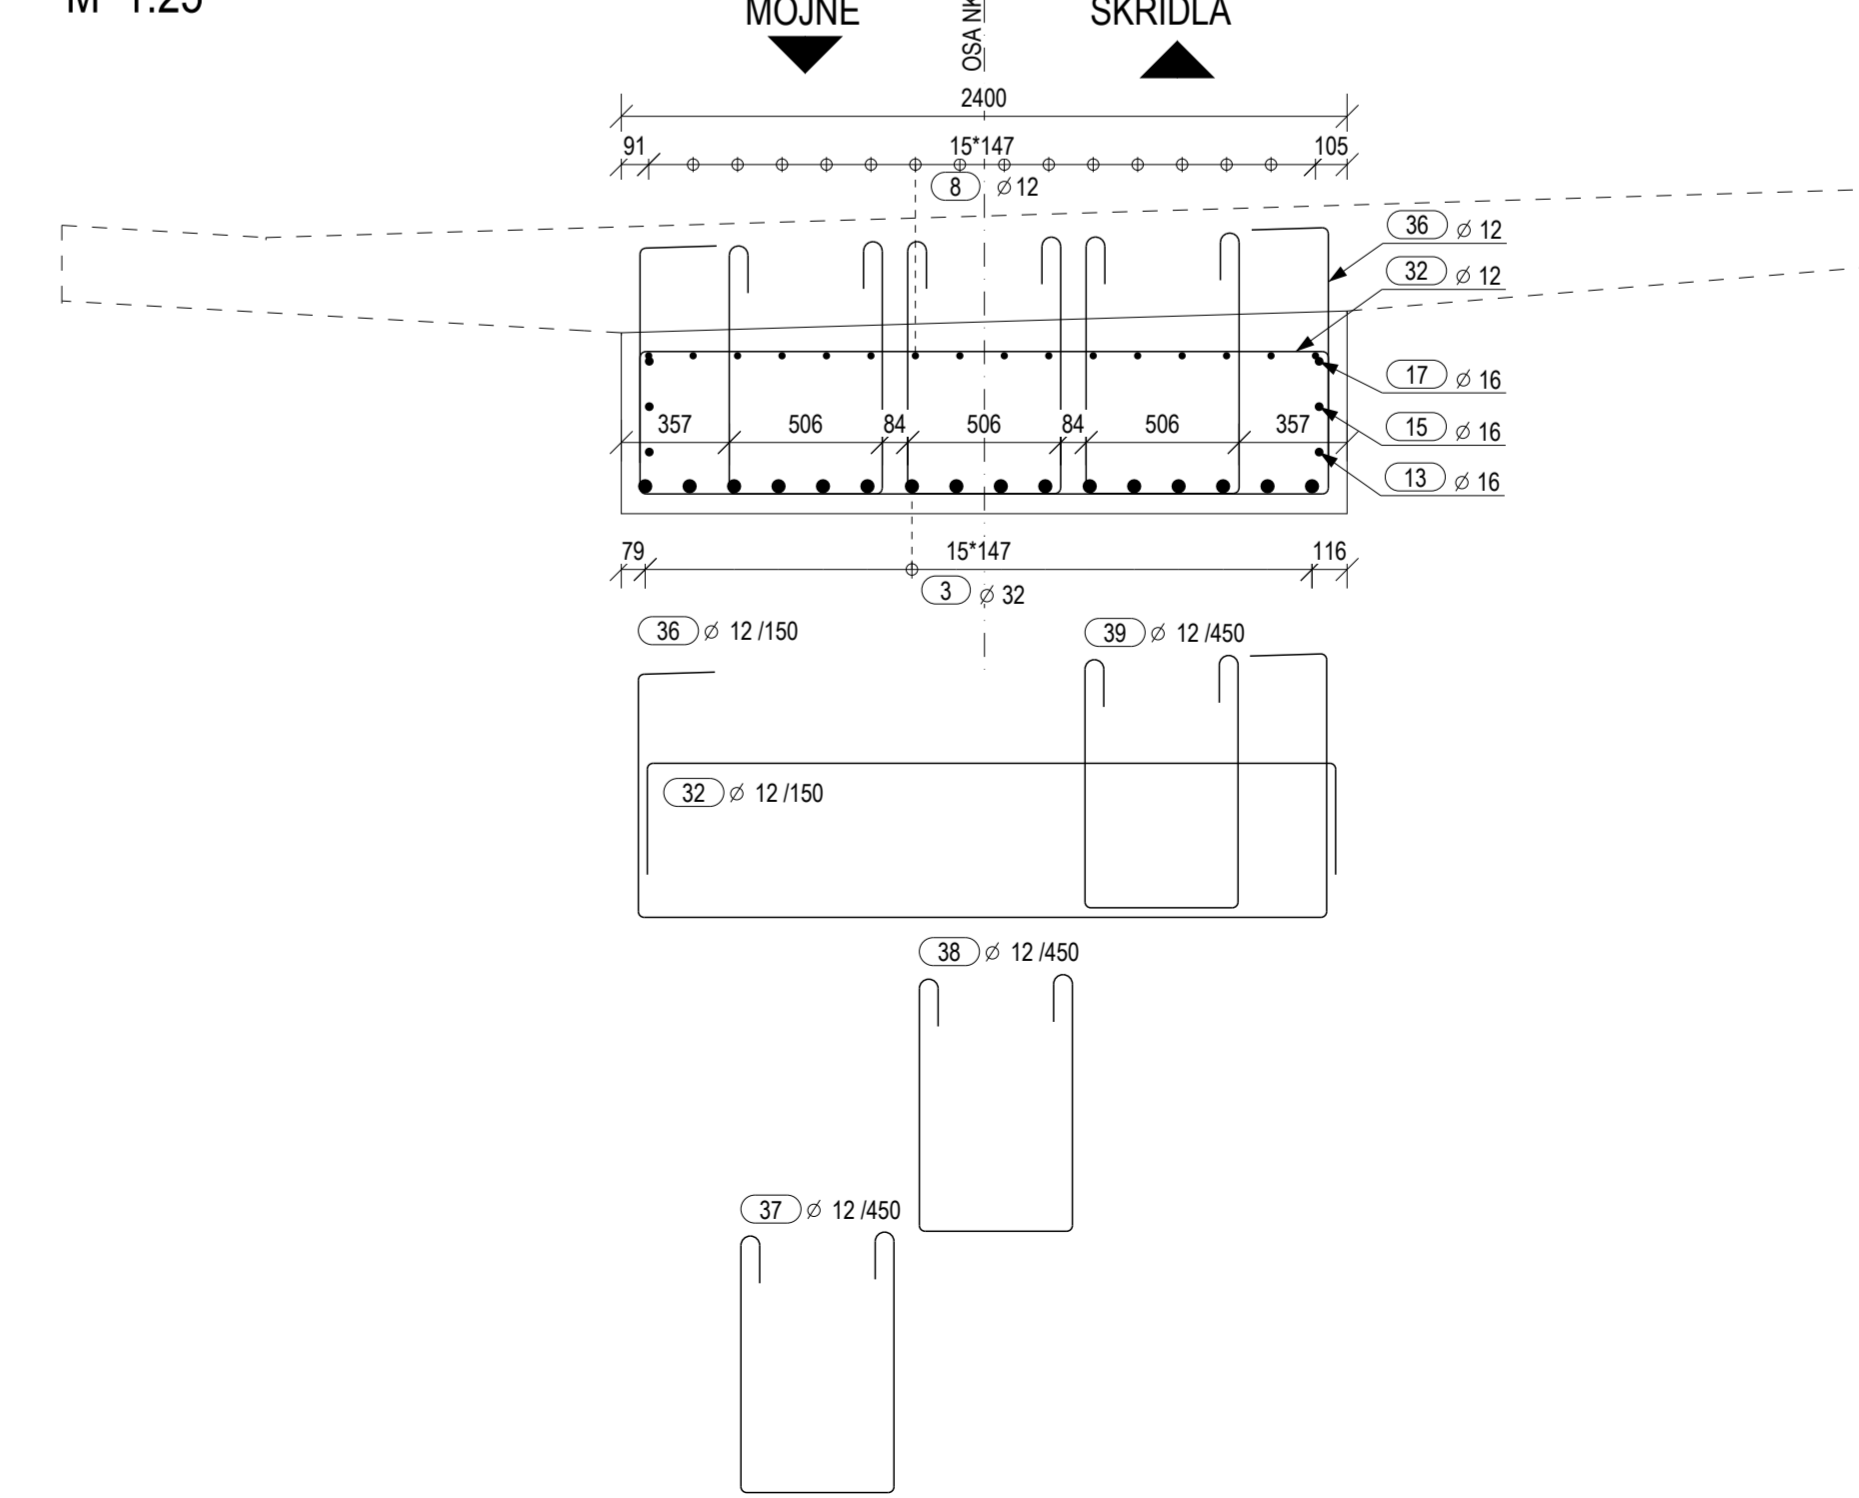 M 1:25
MOJNÉ
OSA NK
SKŘIDLA
2400
91
15*147
105
8 ⌀12
36 ⌀ 12
32 ⌀ 12
17 ⌀ 16
357
506
84
506
84
506
357
15 ⌀ 16
13 ⌀ 16
79
15*147
116
3 ⌀ 32
36 ⌀ 12 /150
39 ⌀ 12 /450
32 ⌀ 12 /150
38 ⌀ 12 /450
37 ⌀ 12 /450